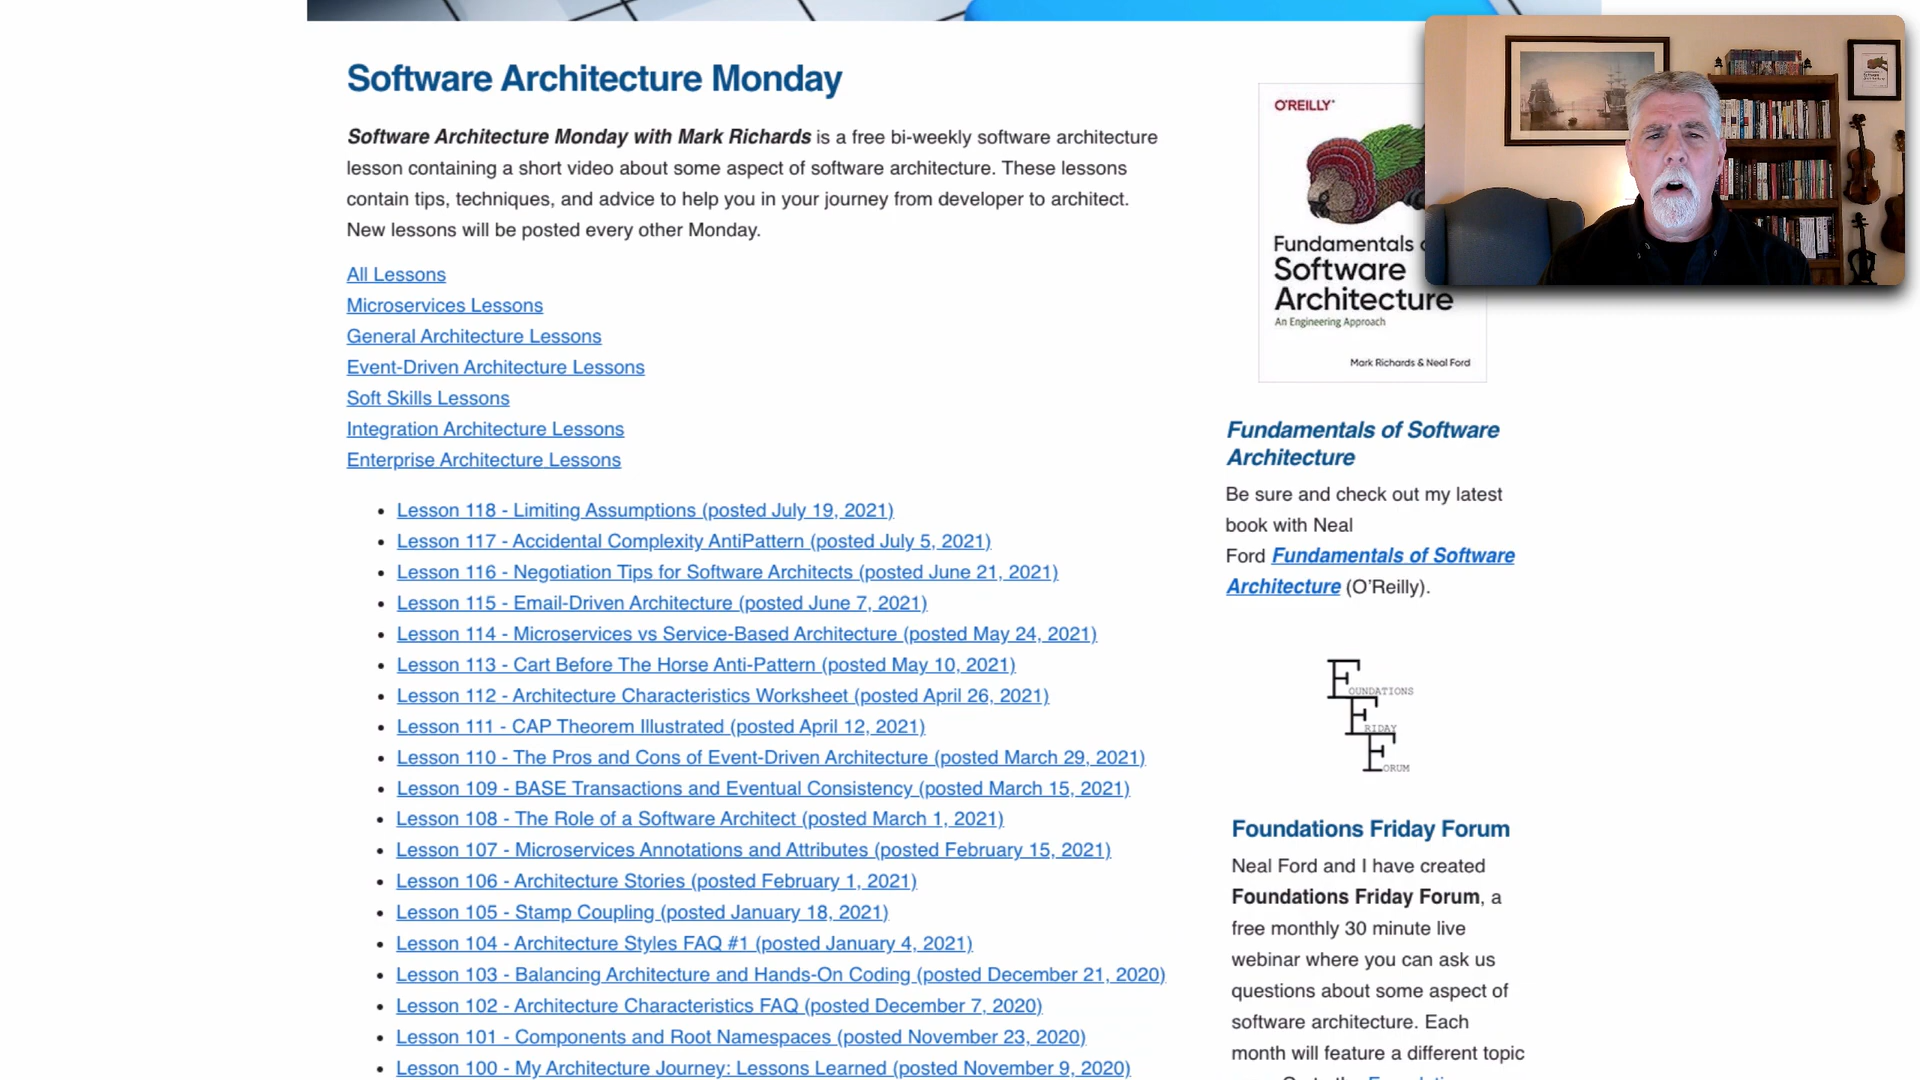 Software Architecture Monday
Software Architecture Monday with Mark Richards is a free bi-weekly software architecture
lesson containing a short video about some aspect of software architecture. These lessons
contain tips, techniques, and advice to help you in your journey from developer to architect.
New lessons will be posted every other Monday.
All Lessons
Microservices Lessons
General Architecture Lessons
Event-Driven Architecture Lessons
Soft Skills Lessons
Integration Architecture Lessons
Enterprise Architecture Lessons
• Lesson 118 - Limiting Assumptions (posted July 19, 2021)
• Lesson 117 - Accidental Complexity AntiPattern (posted July 5, 2021)
• Lesson 116 - Negotiation Tips for Software Architects (posted June 21, 2021)
• Lesson 115 - Email-Driven Architecture (posted June 7, 2021)
• Lesson 114 - Microservices vs Service-Based Architecture (posted May 24, 2021)
• Lesson 113 - Cart Before The Horse Anti-Pattern (posted May 10, 2021)
• Lesson 112 - Architecture Characteristics Worksheet (posted April 26, 2021)
• Lesson 111 - CAP Theorem Illustrated (posted April 12, 2021)
• Lesson 110 - The Pros and Cons of Event-Driven Architecture (posted March 29, 2021)
• Lesson 109 - BASE Transactions and Eventual Consistency (posted March 15, 2021)
• Lesson 108 - The Role of a Software Architect (posted March 1, 2021)
• Lesson 107 - Microservices Annotations and Attributes (posted February 15, 2021)
• Lesson 106 - Architecture Stories (posted February 1, 2021)
• Lesson 105 - Stamp Coupling (posted January 18, 2021)
• Lesson 104 - Architecture Styles FAQ #1 (posted January 4, 2021)
• Lesson 103 - Balancing Architecture and Hands-On Coding (posted December 21, 2020)
• Lesson 102 - Architecture Characteristics FAQ (posted December 7, 2020)
• Lesson 101 - Components and Root Namespaces (posted November 23, 2020)
• Lesson 100 - My Architecture Journey: Lessons Learned (posted November 9, 2020)
O'REILLY
Fundamentals
Software
Architecture
An Engineering Approach
Mark Richards & Neal Ford
Fundamentals of Software
Architecture
Be sure and check out my latest
book with Neal
Ford Fundamentals of Software
Architecture (O'Reilly).
FOUNDATIONS
FRIDAY
FORUM
Foundations Friday Forum
Neal Ford and I have created
Foundations Friday Forum, a
free monthly 30 minute live
webinar where you can ask us
questions about some aspect of
software architecture. Each
month will feature a different topic